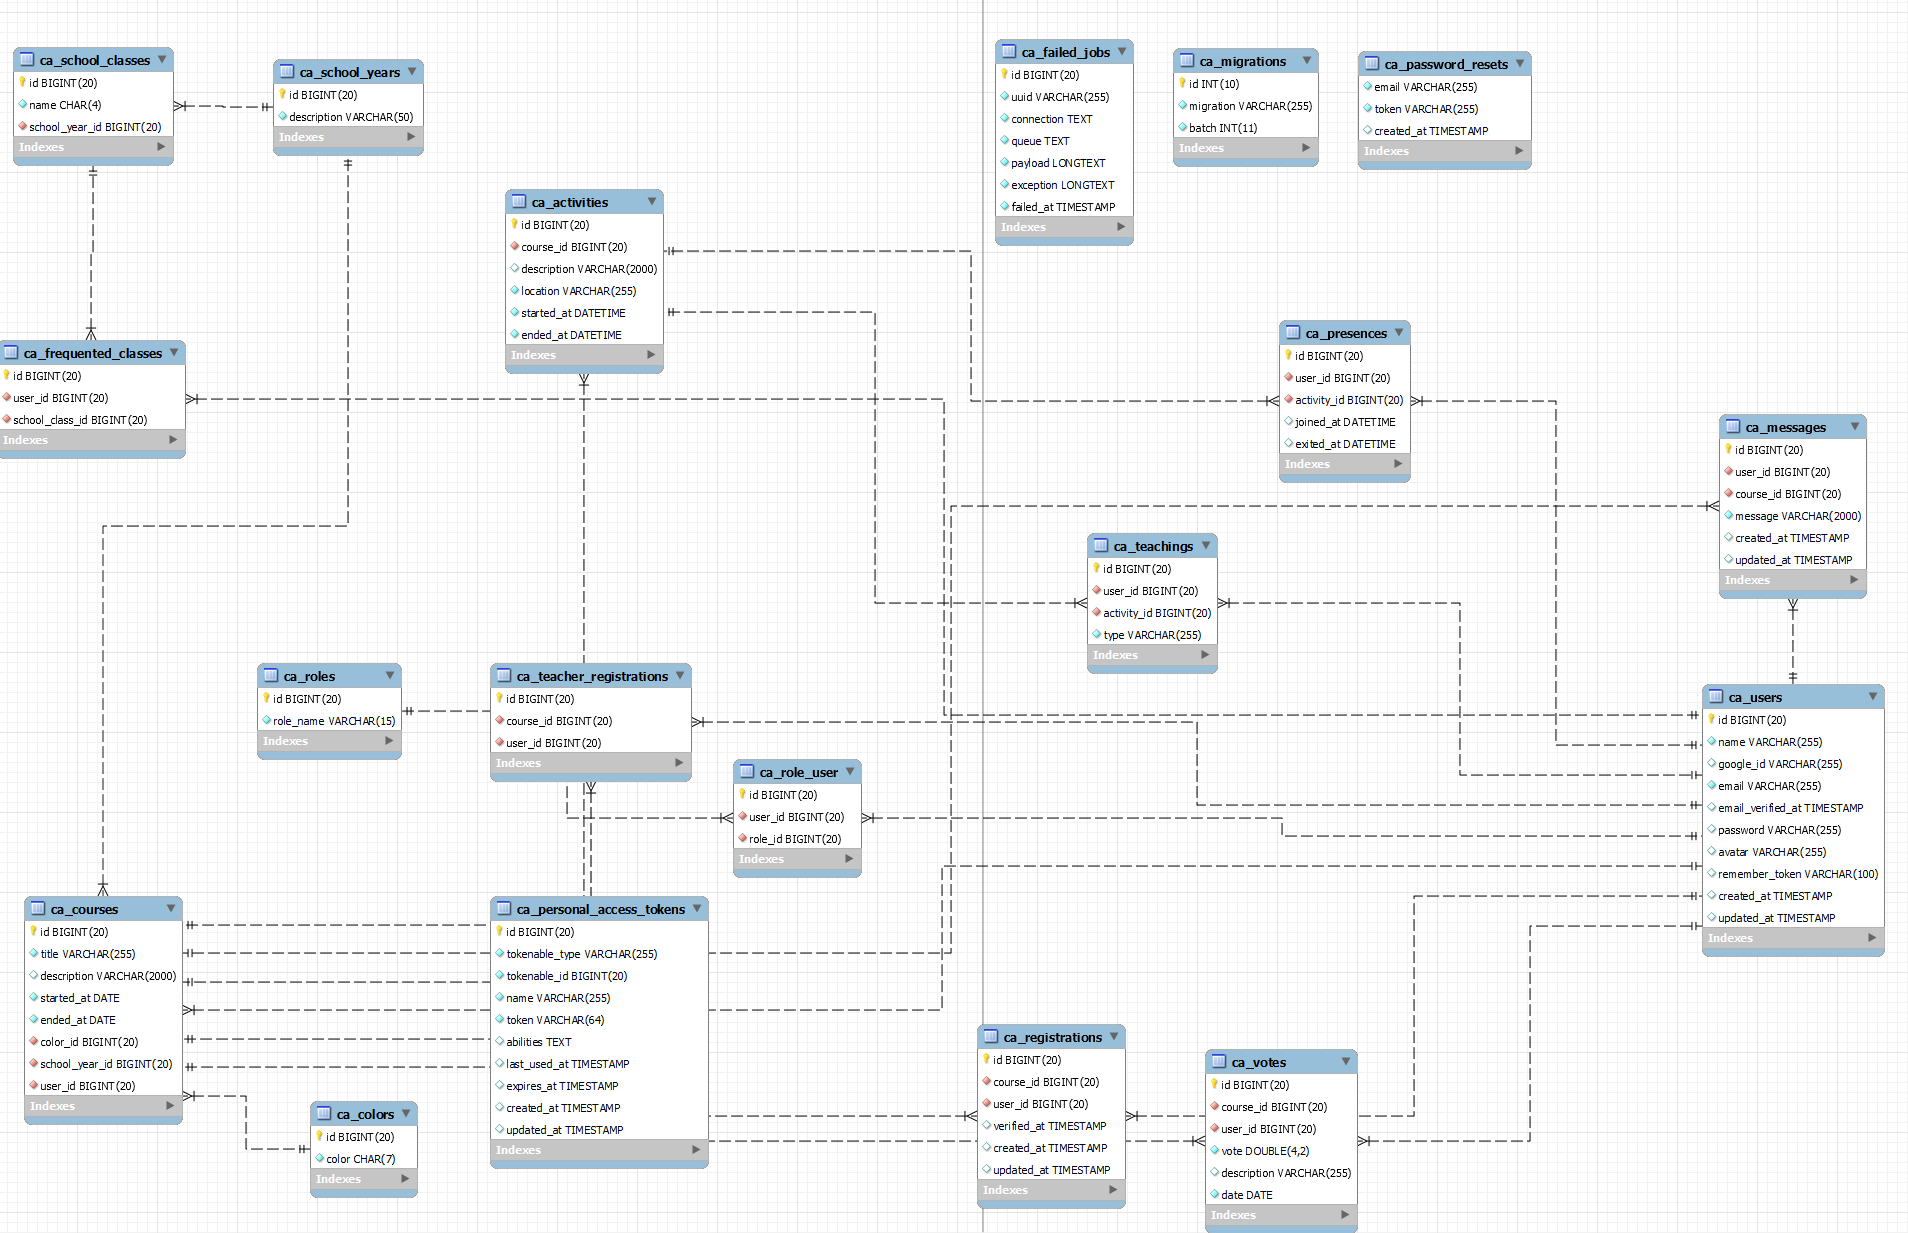 ca_school_classes
id BIGINT(20)
name CHAR(4)
school_year_id BIGINT(20)
Indexes
ca_school_years
id BIGINT(20)
description VARCHAR(50)
Indexes
ca_failed_jobs
id BIGINT(20)
uuid VARCHAR(255)
connection TEXT
queue TEXT
payload LONGTEXT
exception LONGTEXT
failed_at TIMESTAMP
Indexes
ca_migrations
id INT(10)
migration VARCHAR(255)
batch INT(11)
Indexes
ca_password_resets
email VARCHAR(255)
token VARCHAR(255)
created_at TIMESTAMP
Indexes
ca_activities
id BIGINT(20)
course_id BIGINT(20)
description VARCHAR(2000)
location VARCHAR(255)
started_at DATETIME
ended_at DATETIME
Indexes
ca_frequented_classes
id BIGINT(20)
user_id BIGINT(20)
school_class_id BIGINT(20)
Indexes
ca_presences
id BIGINT(20)
user_id BIGINT(20)
activity_id BIGINT(20)
joined_at DATETIME
exited_at DATETIME
Indexes
ca_messages
id BIGINT(20)
user_id BIGINT(20)
course_id BIGINT(20)
message VARCHAR(2000)
created_at TIMESTAMP
updated_at TIMESTAMP
Indexes
ca_teachings
id BIGINT(20)
user_id BIGINT(20)
activity_id BIGINT(20)
type VARCHAR(255)
Indexes
ca_roles
id BIGINT(20)
role_name VARCHAR(15)
Indexes
ca_teacher_registrations
id BIGINT(20)
course_id BIGINT(20)
user_id BIGINT(20)
Indexes
ca_role_user
id BIGINT(20)
user_id BIGINT(20)
role_id BIGINT(20)
Indexes
ca_users
id BIGINT(20)
name VARCHAR(255)
google_id VARCHAR(255)
email VARCHAR(255)
email_verified_at TIMESTAMP
password VARCHAR(255)
avatar VARCHAR(255)
remember_token VARCHAR(100)
created_at TIMESTAMP
updated_at TIMESTAMP
Indexes
ca_courses
id BIGINT(20)
title VARCHAR(255)
description VARCHAR(2000)
started_at DATE
ended_at DATE
color_id BIGINT(20)
school_year_id BIGINT(20)
user_id BIGINT(20)
Indexes
ca_colors
id BIGINT(20)
color CHAR(7)
Indexes
ca_personal_access_tokens
id BIGINT(20)
tokenable_type VARCHAR(255)
tokenable_id BIGINT(20)
name VARCHAR(255)
token VARCHAR(64)
abilities TEXT
last_used_at TIMESTAMP
expires_at TIMESTAMP
created_at TIMESTAMP
updated_at TIMESTAMP
Indexes
ca_registrations
id BIGINT(20)
course_id BIGINT(20)
user_id BIGINT(20)
verified_at TIMESTAMP
created_at TIMESTAMP
updated_at TIMESTAMP
Indexes
ca_votes
id BIGINT(20)
course_id BIGINT(20)
user_id BIGINT(20)
vote DOUBLE(4,2)
description VARCHAR(255)
date DATE
Indexes